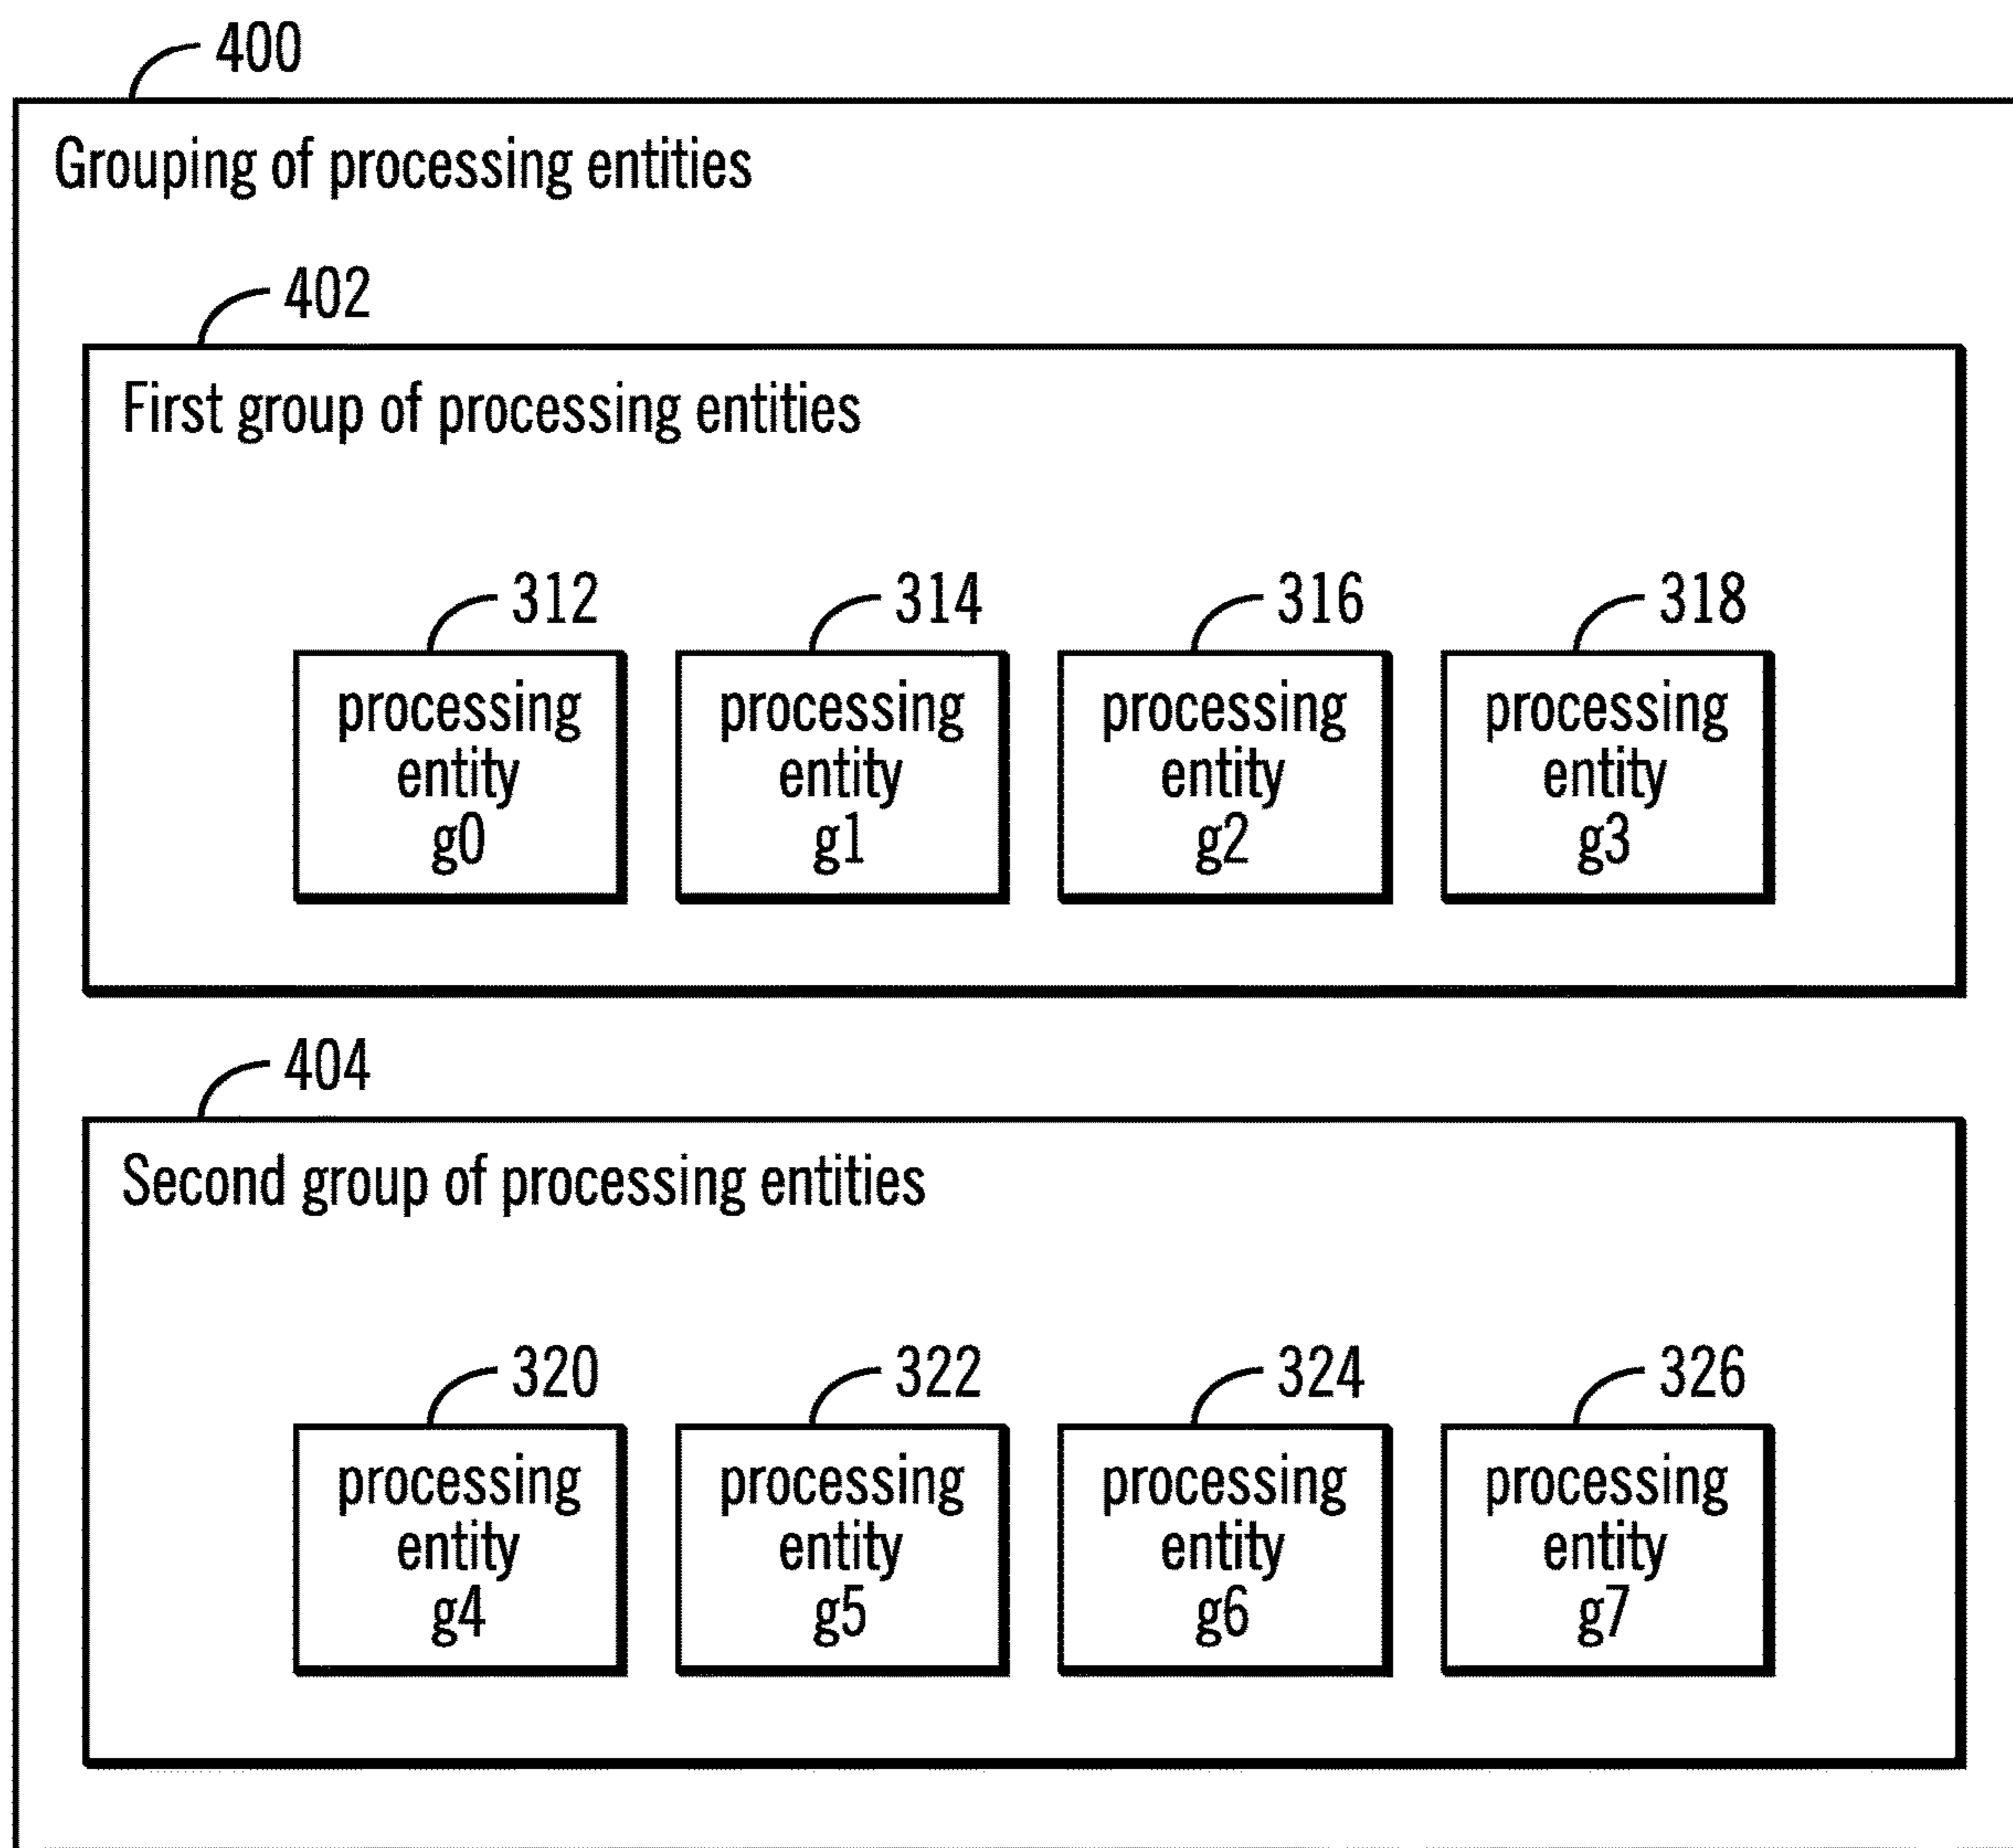 400
Grouping of processing entities
402
First group of processing entities
312
314
316
318
processing
entity
g0
processing
entity
g1
processing
entity
g2
processing
entity
g3
404
Second group of processing entities
320
322
324
326
processing
entity
g4
processing
entity
g5
processing
entity
g6
processing
entity
g7